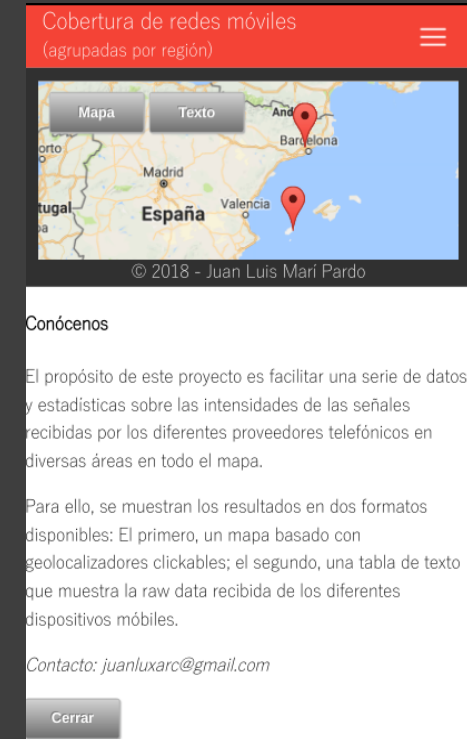 Cobertura de redes móviles
(agrupadas por región)
Mapa
Texto
And
Barcelona
orto
Madrid
tugal
España
Valencia
a
© 2018 - Juan Luis Marí Pardo
Conócenos
El propósito de este proyecto es facilitar una serie de datos
y estadísticas sobre las intensidades de las señales
recibidas por los diferentes proveedores telefónicos en
diversas áreas en todo el mapa.
Para ello, se muestran los resultados en dos formatos
disponibles: El primero, un mapa basado con
geolocalizadores clickables; el segundo, una tabla de texto
que muestra la raw data recibida de los diferentes
dispositivos móbiles.
Contacto: juanluxarc@gmail.com
Cerrar